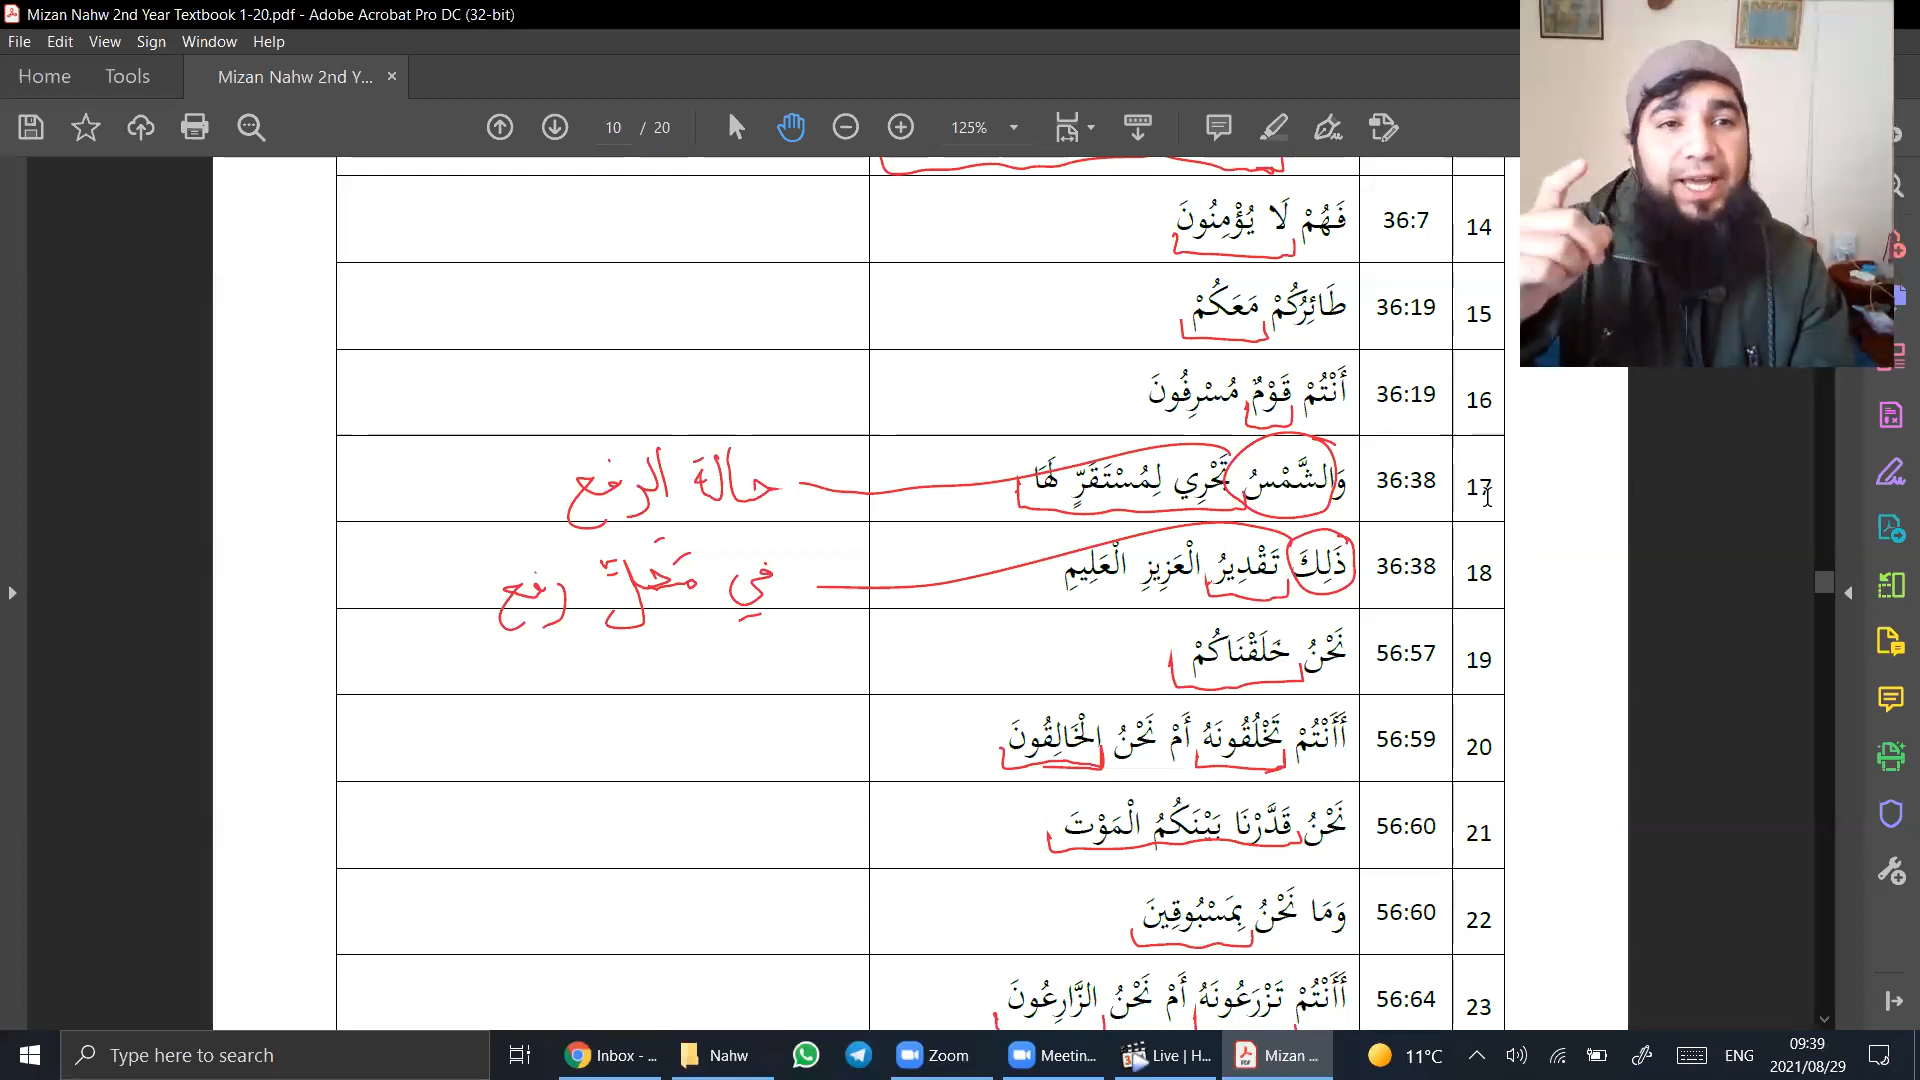 Mizan Nahw 2nd Year Textbook 1-20.pdf - Adobe Acrobat Pro DC (32-bit)
File Edit View Sign Window Help
Home Tools Mizan Nahw 2nd Y... ×
10 / 20 125%
14 36:7 فَهُمْ لَا يُؤْمِنُونَ
15 36:19 طَائِرُكُمْ مَعَكُمْ
16 36:19 أَنْتُمْ قَوْمٌ مُسْرِفُونَ
17 36:38 وَالشَّمْسُ تَجْرِي لِمُسْتَقَرٍّ لَهَا حالة الرفع
18 36:38 ذَلِكَ تَقْدِيرُ الْعَزِيزِ الْعَلِيمِ في مَحَلِّ رفع
19 56:57 نَحْنُ خَلَقْنَاكُمْ
20 56:59 أَأَنْتُمْ تَخْلُقُونَهُ أَمْ نَحْنُ الْخَالِقُونَ
21 56:60 نَحْنُ قَدَّرْنَا بَيْنَكُمُ الْمَوْتَ
22 56:60 وَمَا نَحْنُ بِمَسْبُوقِينَ
23 56:64 أَأَنْتُمْ تَزْرَعُونَهُ أَمْ نَحْنُ الزَّارِعُونَ
Type here to search Inbox - ... Nahw Zoom Meetin... Live | H... Mizan ... 11°C ENG 09:39
2021/08/29